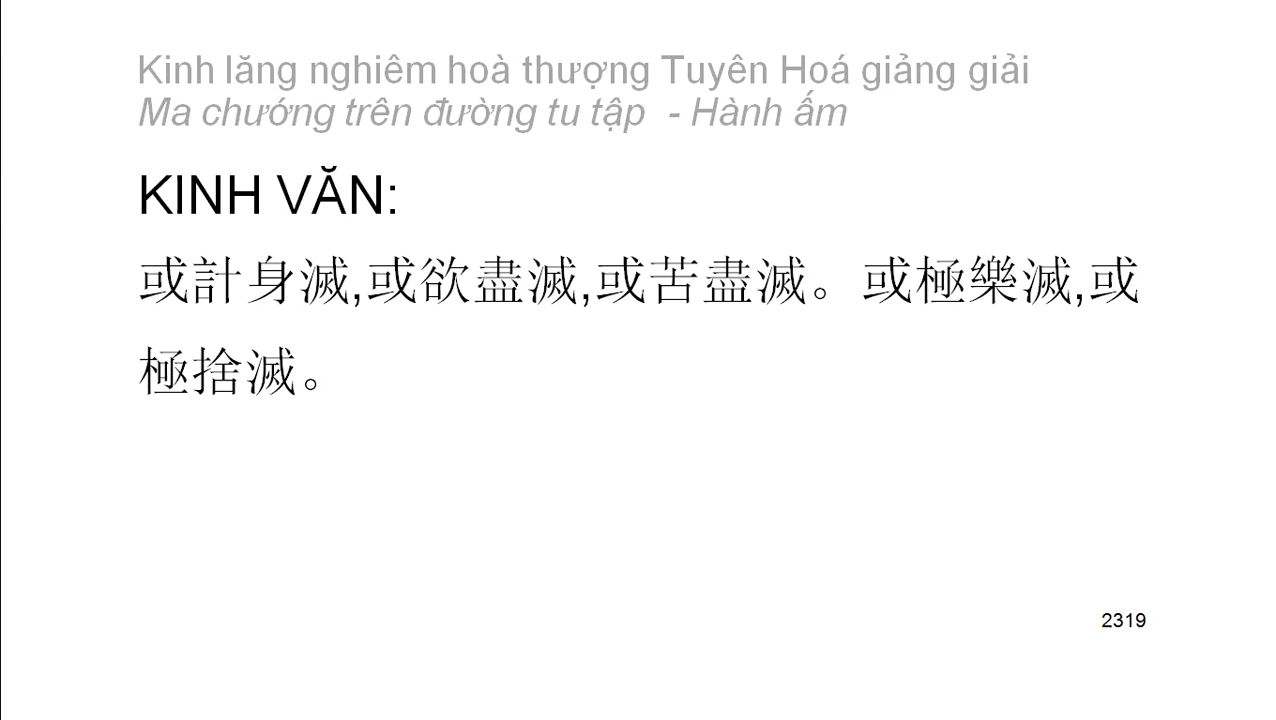 Kinh lăng nghiêm hoà thượng Tuyên Hoá giảng giải
Ma chướng trên đường tu tập  - Hành ấm
KINH VĂN:
或計身滅,或欲盡滅,或苦盡滅。或極樂滅,或
極捨滅。
2319